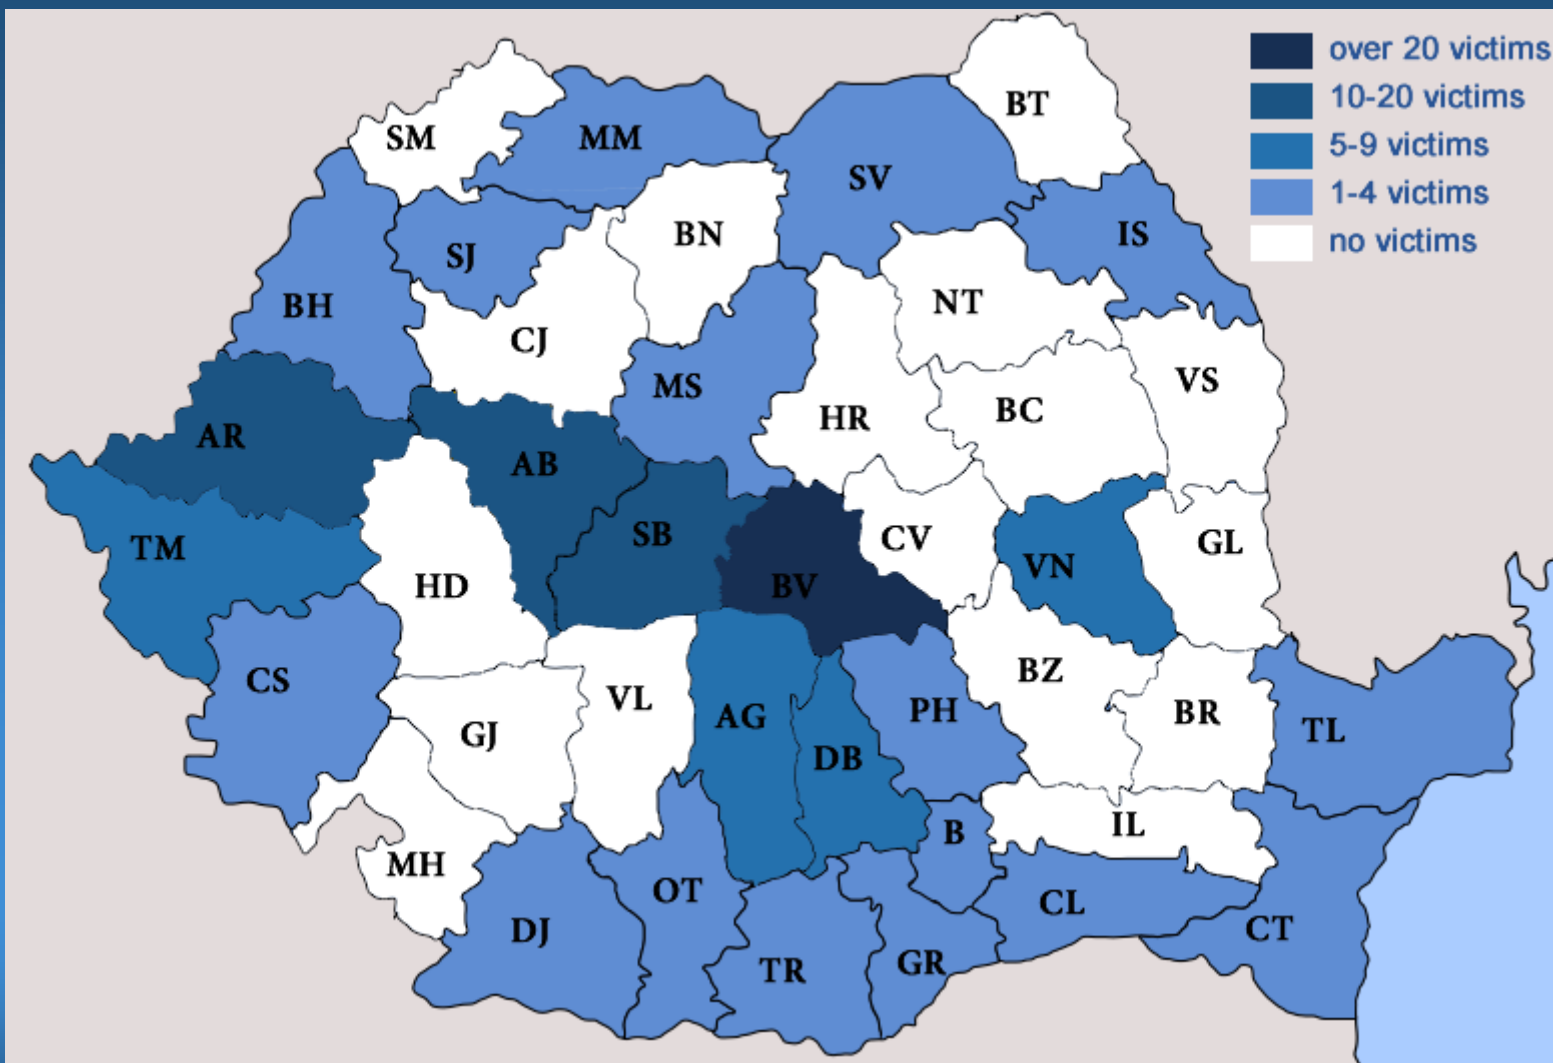 over 20 victims
10-20 victims
5-9 victims
1-4 victims
no victims
BT
SM
MM
SV
BN
IS
SJ
BH
NT
CJ
VS
MS
HR
BC
AR
AB
SB
CV
GL
TM
VN
HD
BV
CS
BZ
VL
PH
AG
BR
GJ
TL
DB
B
IL
MH
OT
CL
DJ
CT
TR
GR